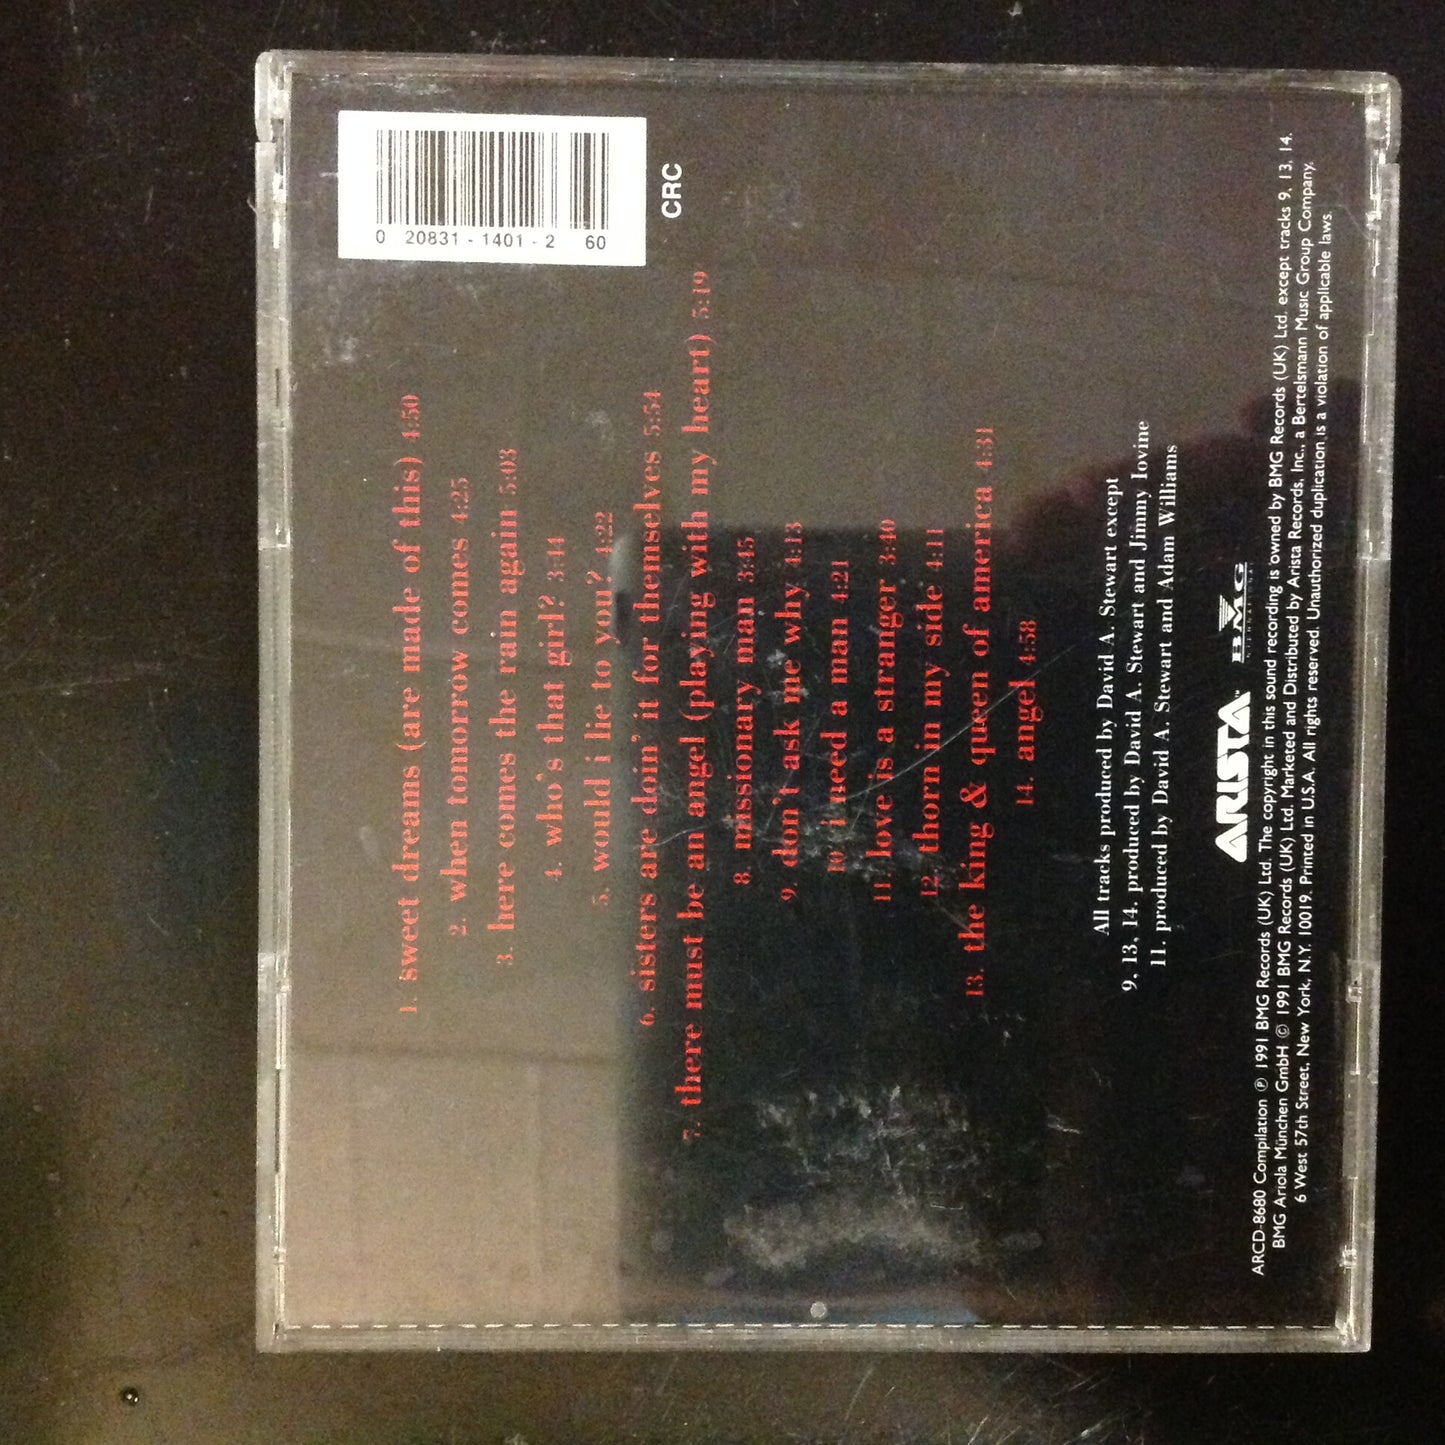 0 20831 - 1401 - 2 60
CRC
1. sweet dreams (are made of this) 4:50
2. when tomorrow comes 4:25
3. here comes the rain again 5:03
4. who's that girl? 3:44
5. would i lie to you? 4:22
6. sisters are doin' it for themselves 5:54
7. there must be an angel (playing with my heart) 5:19
8. missionary man 3:45
9. don't ask me why 4:13
10. i need a man 4:21
11. love is a stranger 3:40
12. thorn in my side 4:11
13. the king & queen of america 4:31
14. angel 4:58
All tracks produced by David A. Stewart except
9, 13, 14. produced by David A. Stewart and Jimmy Iovine
11. produced by David A. Stewart and Adam Williams
ARISTA™ BMG
INTERNATIONAL
ARCD-8680 Compilation ℗ 1991 BMG Records (UK) Ltd. The copyright in this sound recording is owned by BMG Records (UK) Ltd. except tracks 9, 13, 14.
BMG Ariola München GmbH © 1991 BMG Records (UK) Ltd. Marketed and Distributed by Arista Records, Inc., a Bertelsmann Music Group Company,
6 West 57th Street, New York, N.Y. 10019. Printed in U.S.A. All rights reserved. Unauthorized duplication is a violation of applicable laws.